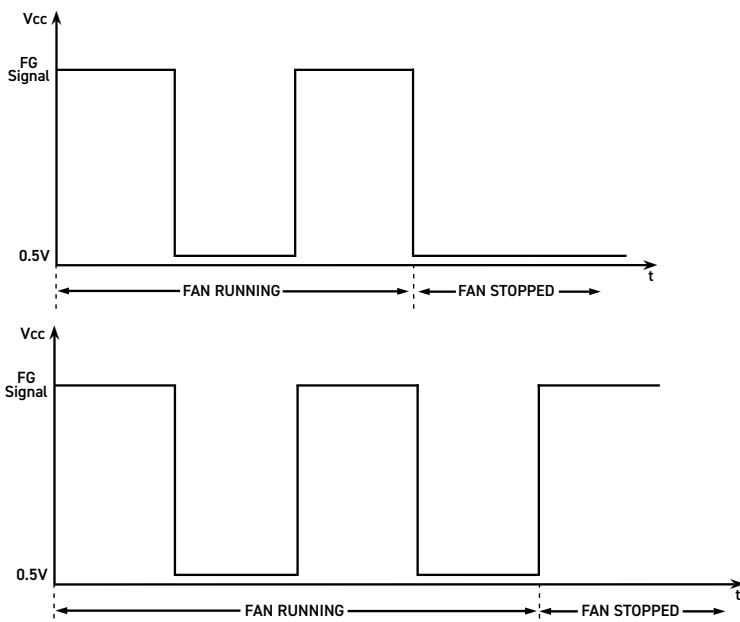 Vcc
FG
Signal
0.5V
t
FAN RUNNING
FAN STOPPED
Vcc
FG
Signal
0.5V
t
FAN RUNNING
FAN STOPPED